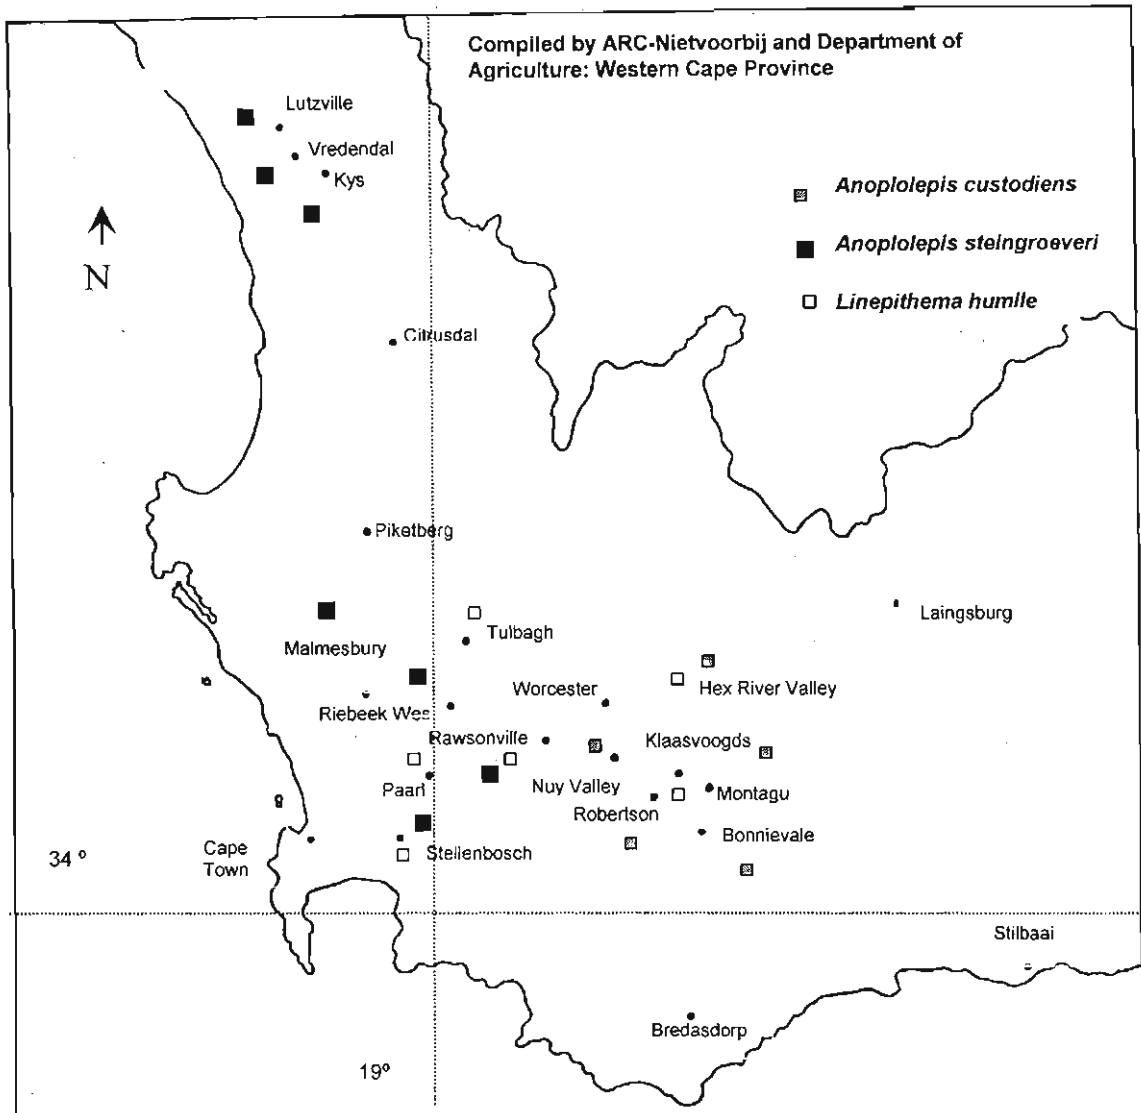 Compiled by ARC-Nietvoorbij and Department of
Agriculture: Western Cape Province
Lutzville
Vredendal
Kys
Anoplolepis custodiens
Anoplolepis steingroeveri
Linepithema humlle
N
Citrusdal
Piketberg
Laingsburg
Tulbagh
Malmesbury
Hex River Valley
Worcester
Riebeek Wes
Rawsonville
Klaasvoogds
Paarl
Nuy Valley
Montagu
Robertson
Bonnievale
Cape
Town
Stellenbosch
34 º
Stilbaai
Bredasdorp
19º